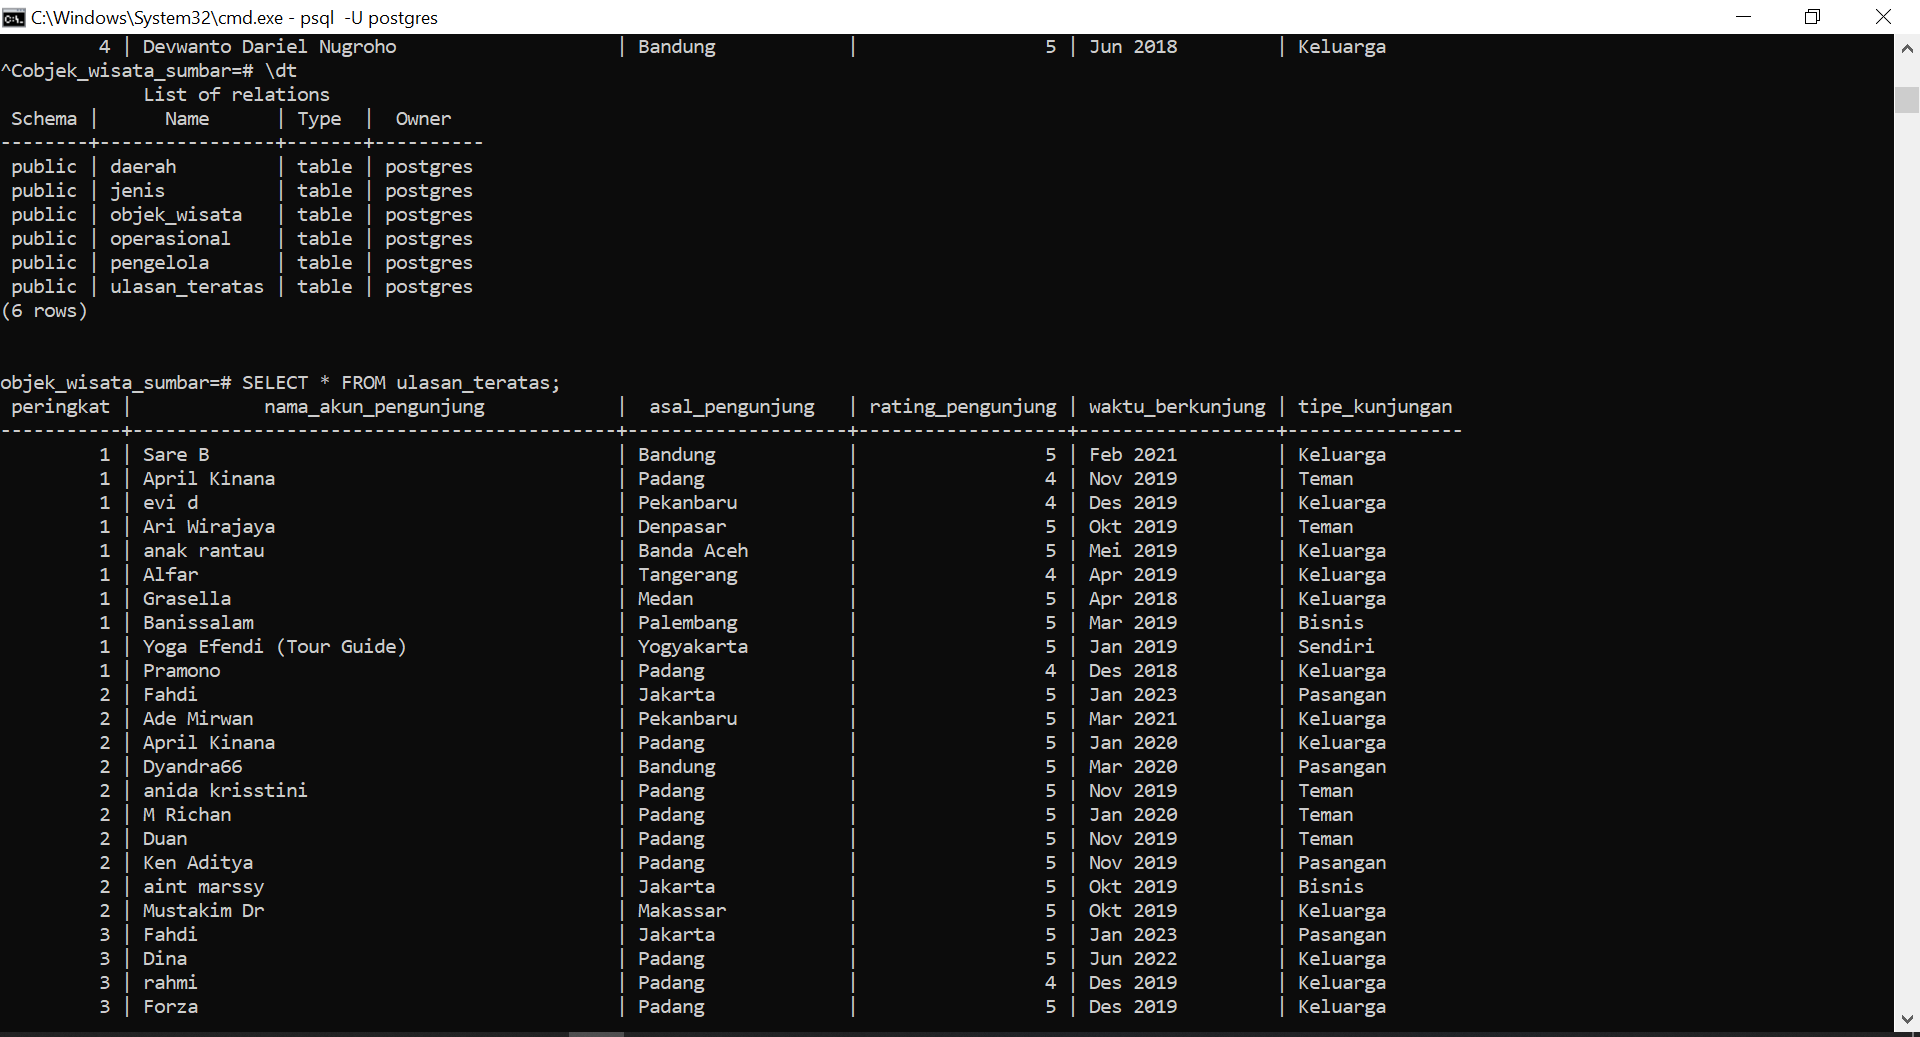 C:\Windows\System32\cmd.exe - psql  -U postgres
         4 | Devwanto Dariel Nugroho                    | Bandung            |                 5 | Jun 2018         | Keluarga
^Cobjek_wisata_sumbar=# \dt
             List of relations
 Schema |      Name      | Type  |  Owner
--------+----------------+-------+----------
 public | daerah         | table | postgres
 public | jenis          | table | postgres
 public | objek_wisata   | table | postgres
 public | operasional    | table | postgres
 public | pengelola      | table | postgres
 public | ulasan_teratas | table | postgres
(6 rows)
objek_wisata_sumbar=# SELECT * FROM ulasan_teratas;
 peringkat |            nama_akun_pengunjung            |  asal_pengunjung   | rating_pengunjung | waktu_berkunjung | tipe_kunjungan
-----------+--------------------------------------------+--------------------+-------------------+------------------+----------------
         1 | Sare B                                     | Bandung            |                 5 | Feb 2021         | Keluarga
         1 | April Kinana                               | Padang             |                 4 | Nov 2019         | Teman
         1 | evi d                                      | Pekanbaru          |                 4 | Des 2019         | Keluarga
         1 | Ari Wirajaya                               | Denpasar           |                 5 | Okt 2019         | Teman
         1 | anak rantau                                | Banda Aceh         |                 5 | Mei 2019         | Keluarga
         1 | Alfar                                      | Tangerang          |                 4 | Apr 2019         | Keluarga
         1 | Grasella                                   | Medan              |                 5 | Apr 2018         | Keluarga
         1 | Banissalam                                 | Palembang          |                 5 | Mar 2019         | Bisnis
         1 | Yoga Efendi (Tour Guide)                   | Yogyakarta         |                 5 | Jan 2019         | Sendiri
         1 | Pramono                                    | Padang             |                 4 | Des 2018         | Keluarga
         2 | Fahdi                                      | Jakarta            |                 5 | Jan 2023         | Pasangan
         2 | Ade Mirwan                                 | Pekanbaru          |                 5 | Mar 2021         | Keluarga
         2 | April Kinana                               | Padang             |                 5 | Jan 2020         | Keluarga
         2 | Dyandra66                                  | Bandung            |                 5 | Mar 2020         | Pasangan
         2 | anida krisstini                            | Padang             |                 5 | Nov 2019         | Teman
         2 | M Richan                                   | Padang             |                 5 | Jan 2020         | Teman
         2 | Duan                                       | Padang             |                 5 | Nov 2019         | Teman
         2 | Ken Aditya                                 | Padang             |                 5 | Nov 2019         | Pasangan
         2 | aint marssy                                | Jakarta            |                 5 | Okt 2019         | Bisnis
         2 | Mustakim Dr                                | Makassar           |                 5 | Okt 2019         | Keluarga
         3 | Fahdi                                      | Jakarta            |                 5 | Jan 2023         | Pasangan
         3 | Dina                                       | Padang             |                 5 | Jun 2022         | Keluarga
         3 | rahmi                                      | Padang             |                 4 | Des 2019         | Keluarga
         3 | Forza                                      | Padang             |                 5 | Des 2019         | Keluarga